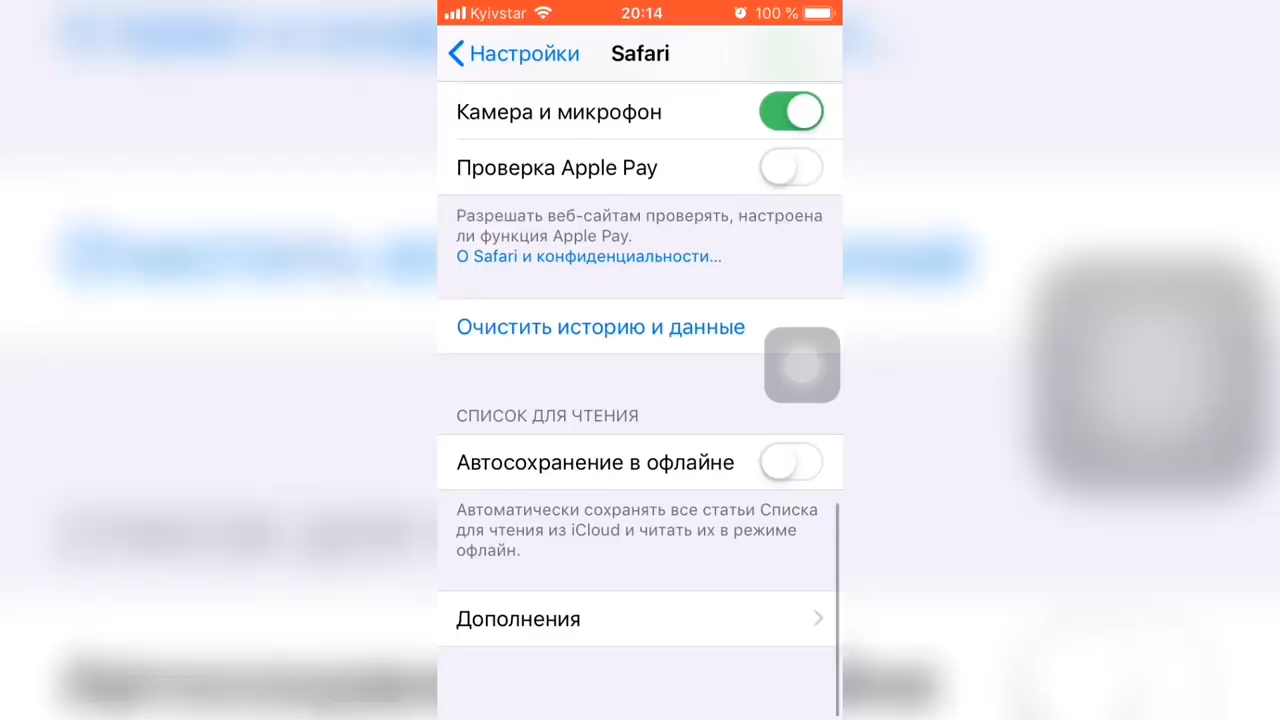 Kyivstar 20:14 100 %
Настройки Safari
Камера и микрофон
Проверка Apple Pay
Разрешать веб-сайтам проверять, настроена
ли функция Apple Pay.
О Safari и конфиденциальности...
Очистить историю и данные
СПИСОК ДЛЯ ЧТЕНИЯ
Автосохранение в офлайне
Автоматически сохранять все статьи Списка
для чтения из iCloud и читать их в режиме
офлайн.
Дополнения